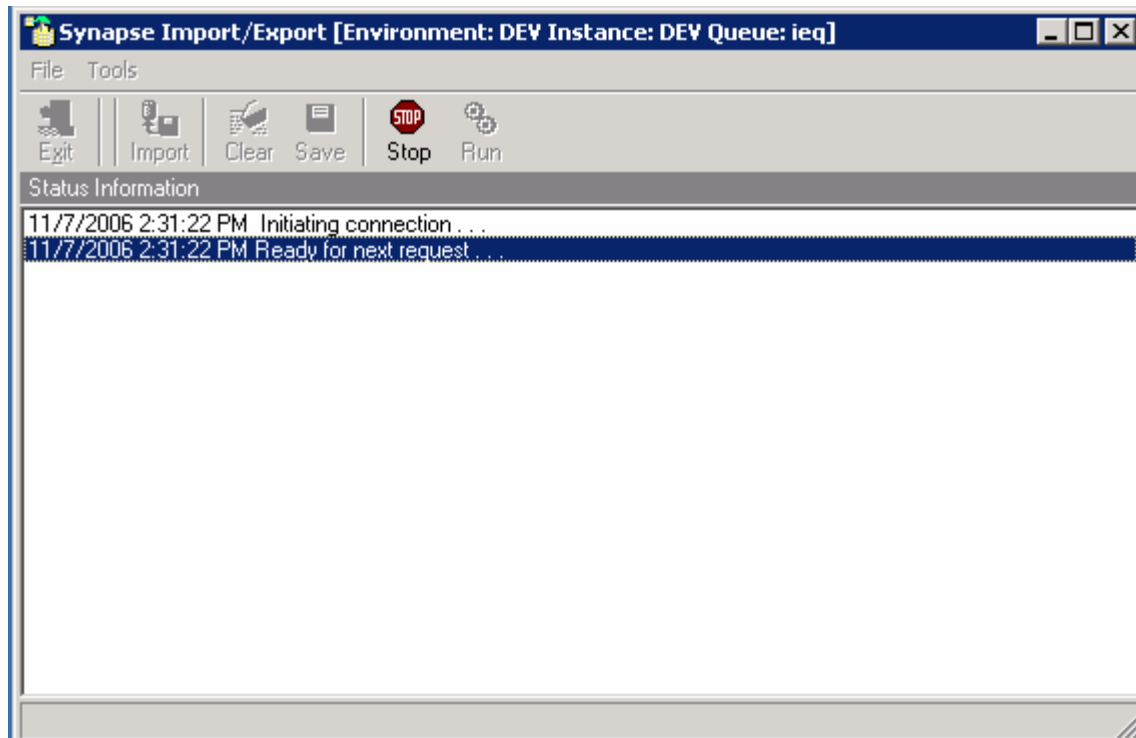 Synapse Import/Export [Environment: DEV Instance: DEV Queue: ieq]
File Tools
Exit Import Clear Save STOP Stop Run
Status Information
11/7/2006 2:31:22 PM Initiating connection . . .
11/7/2006 2:31:22 PM Ready for next request . . .